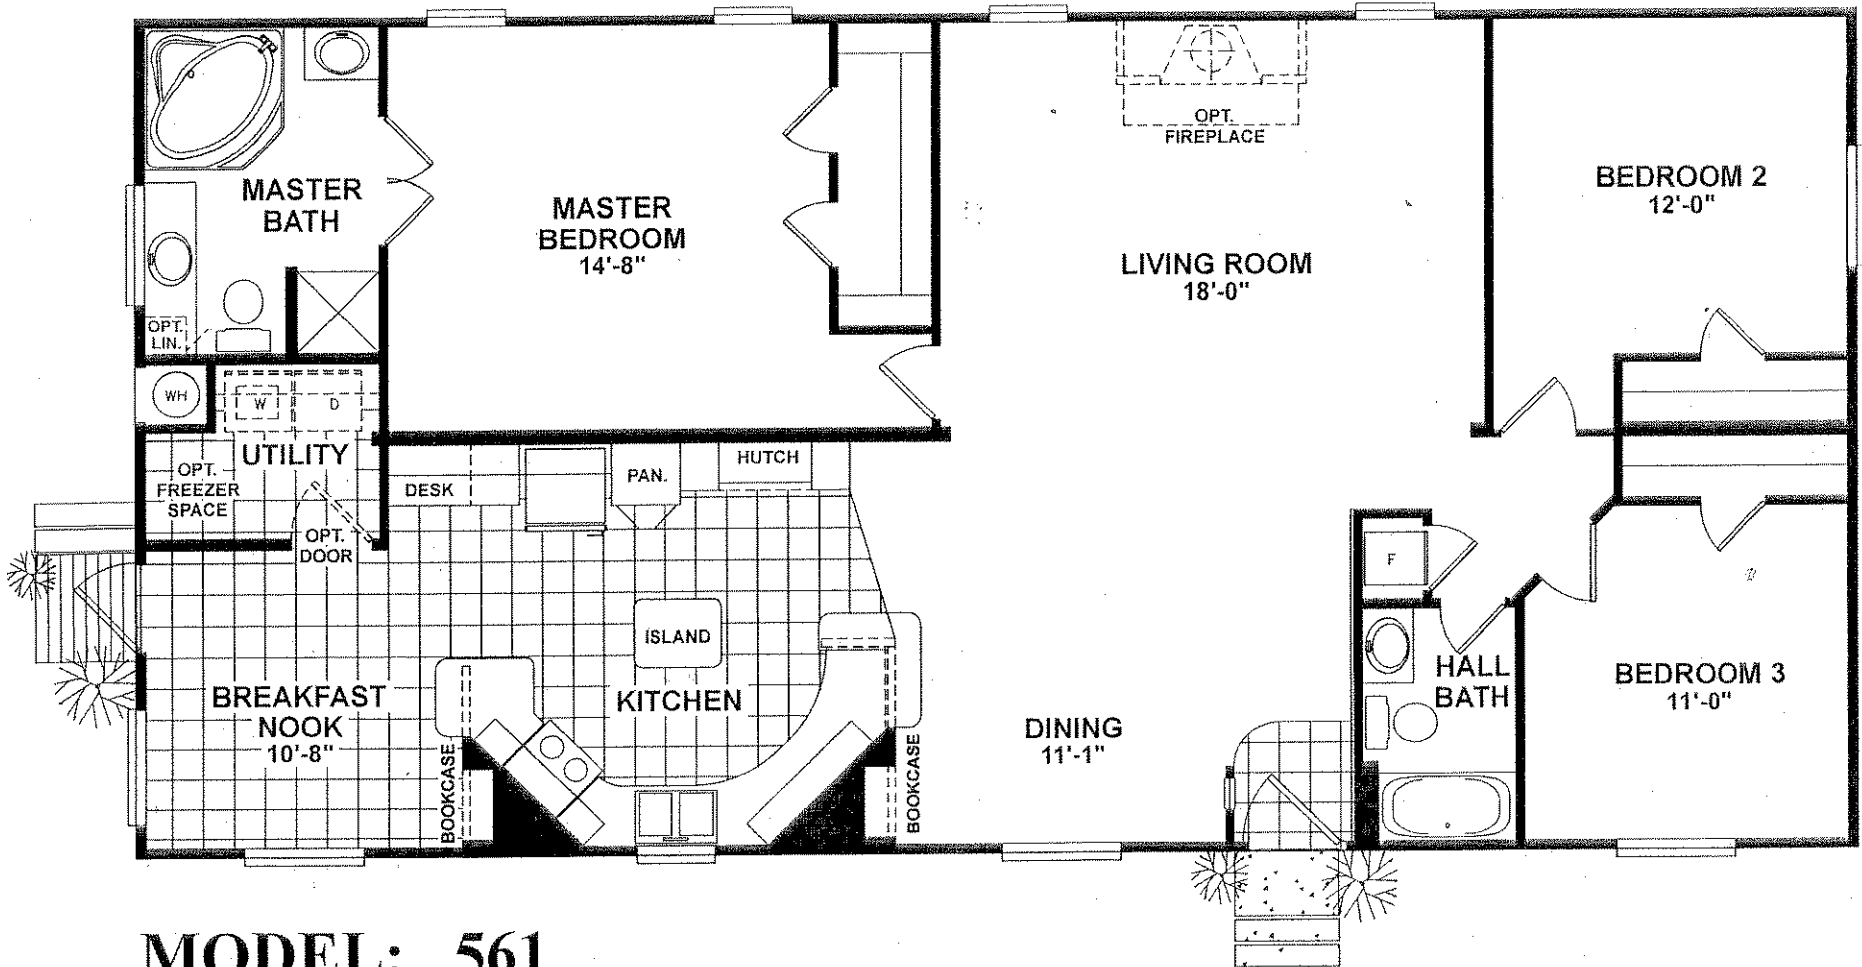 MASTER
BATH
OPT.
LIN.
MASTER
BEDROOM
14'-8"
OPT.
FIREPLACE
LIVING ROOM
18'-0"
BEDROOM 2
12'-0"
WH
W
D
UTILITY
OPT.
FREEZER
SPACE
OPT.
DOOR
DESK
PAN.
HUTCH
ISLAND
KITCHEN
BREAKFAST
NOOK
10'-8"
BOOKCASE
BOOKCASE
DINING
11'-1"
F
HALL
BATH
BEDROOM 3
11'-0"
MODEL: 561